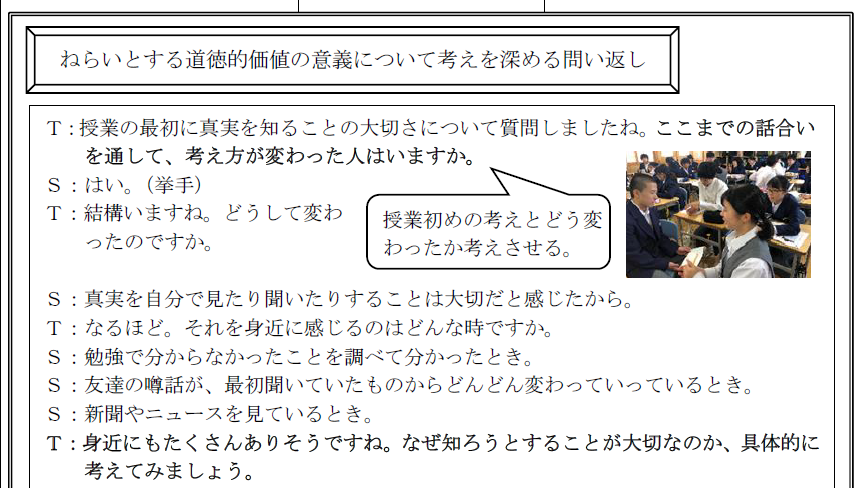 ねらいとする道徳的価値の意義について考えを深める問い返し
T：授業の最初に真実を知ることの大切さについて質問しましたね。ここまでの話合い
を通して、考え方が変わった人はいますか。
S：はい。（挙手）
T：結構いますね。どうして変わ
ったのですか。
授業初めの考えとどう変
わったか考えさせる。
S：真実を自分で見たり聞いたりすることは大切だと感じたから。
T：なるほど。それを身近に感じるのはどんな時ですか。
S：勉強で分からなかったことを調べて分かったとき。
S：友達の噂話が、最初聞いていたものからどんどん変わっていっているとき。
S：新聞やニュースを見ているとき。
T：身近にもたくさんありそうですね。なぜ知ろうとすることが大切なのか、具体的に
考えてみましょう。